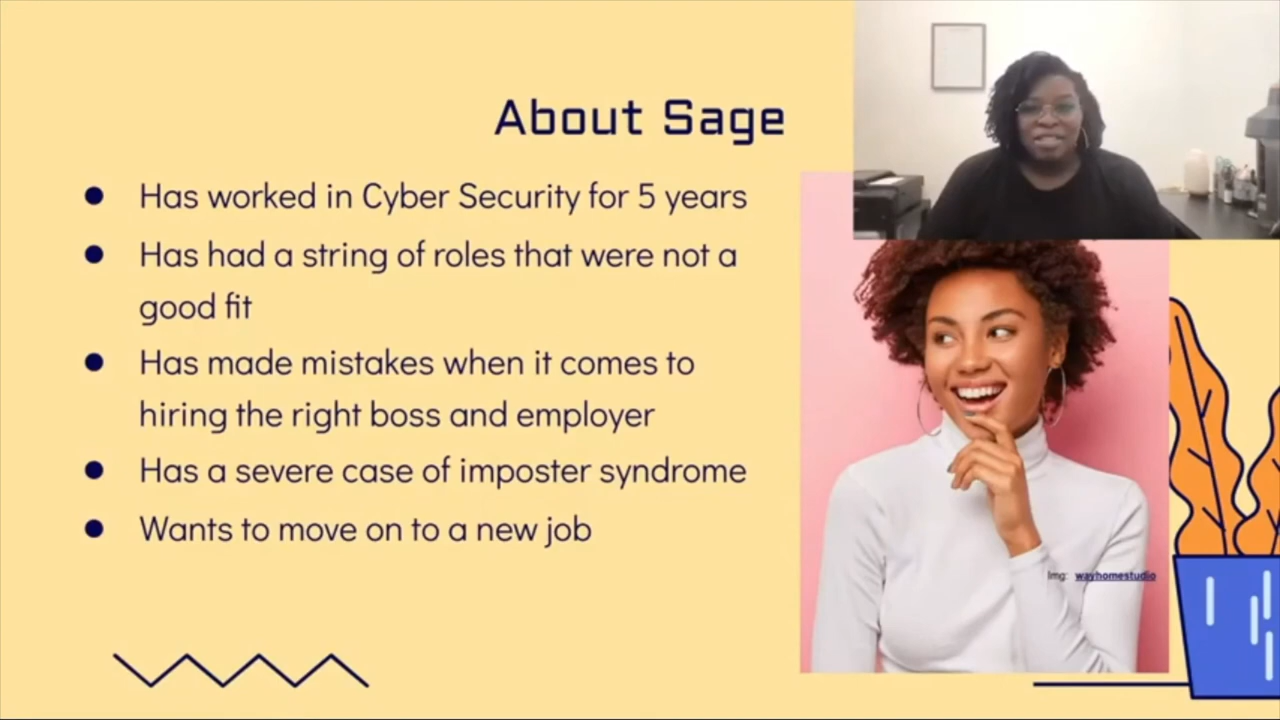 About Sage
Has worked in Cyber Security for 5 years
Has had a string of roles that were not a
good fit
Has made mistakes when it comes to
hiring the right boss and employer
Has a severe case of imposter syndrome
Wants to move on to a new job
Img: wayhomestudio